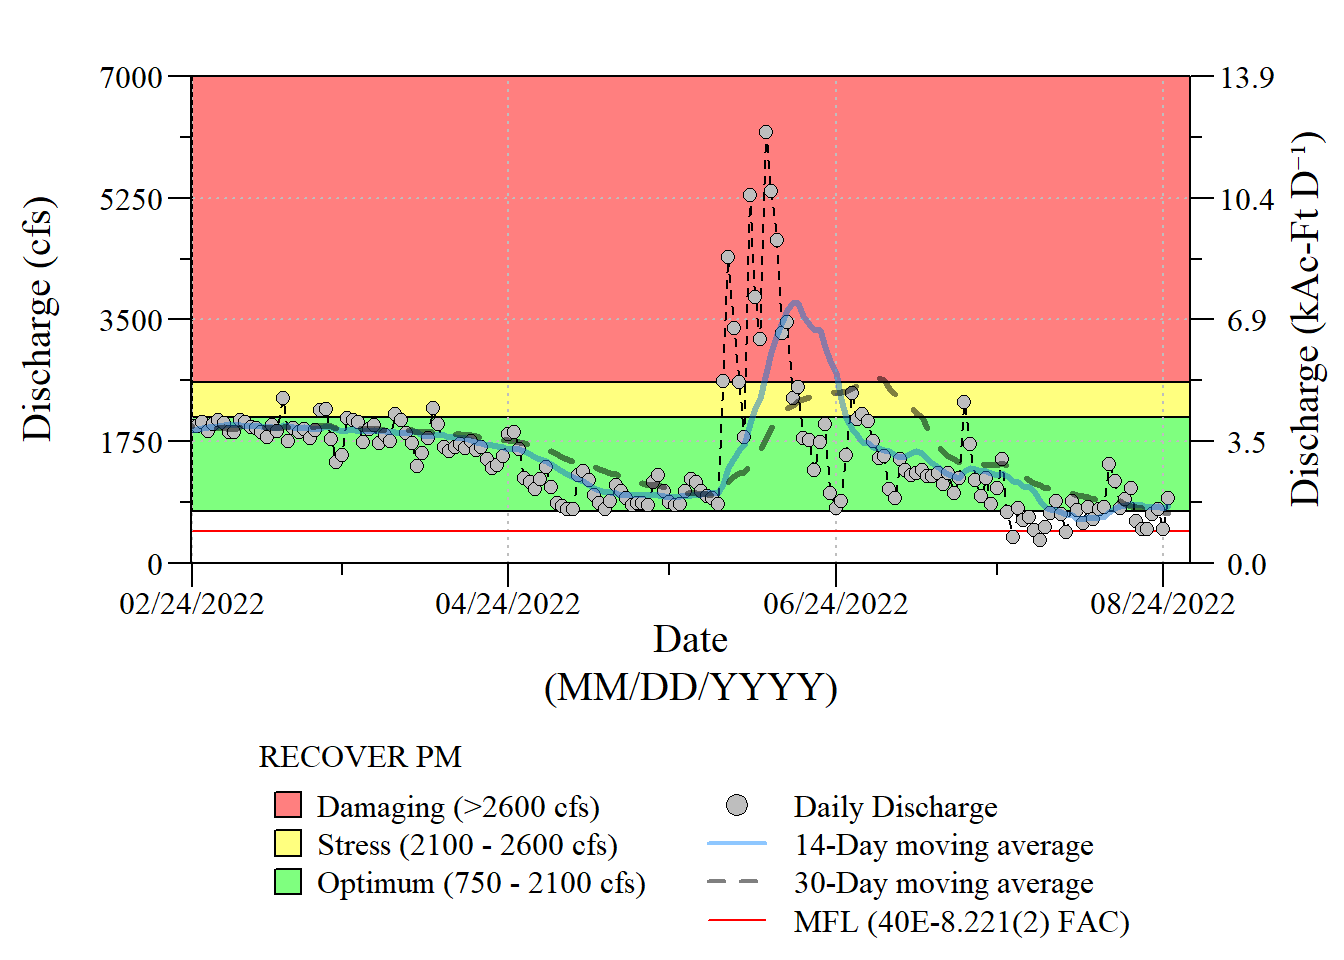 7000
5250
3500
1750
0
Discharge (cfs)
13.9
10.4
6.9
3.5
0.0
Discharge (kAc-Ft D⁻¹)
02/24/2022 04/24/2022 06/24/2022 08/24/2022
Date
(MM/DD/YYYY)
RECOVER PM
Damaging (>2600 cfs)
Stress (2100 - 2600 cfs)
Optimum (750 - 2100 cfs)
Daily Discharge
14-Day moving average
30-Day moving average
MFL (40E-8.221(2) FAC)